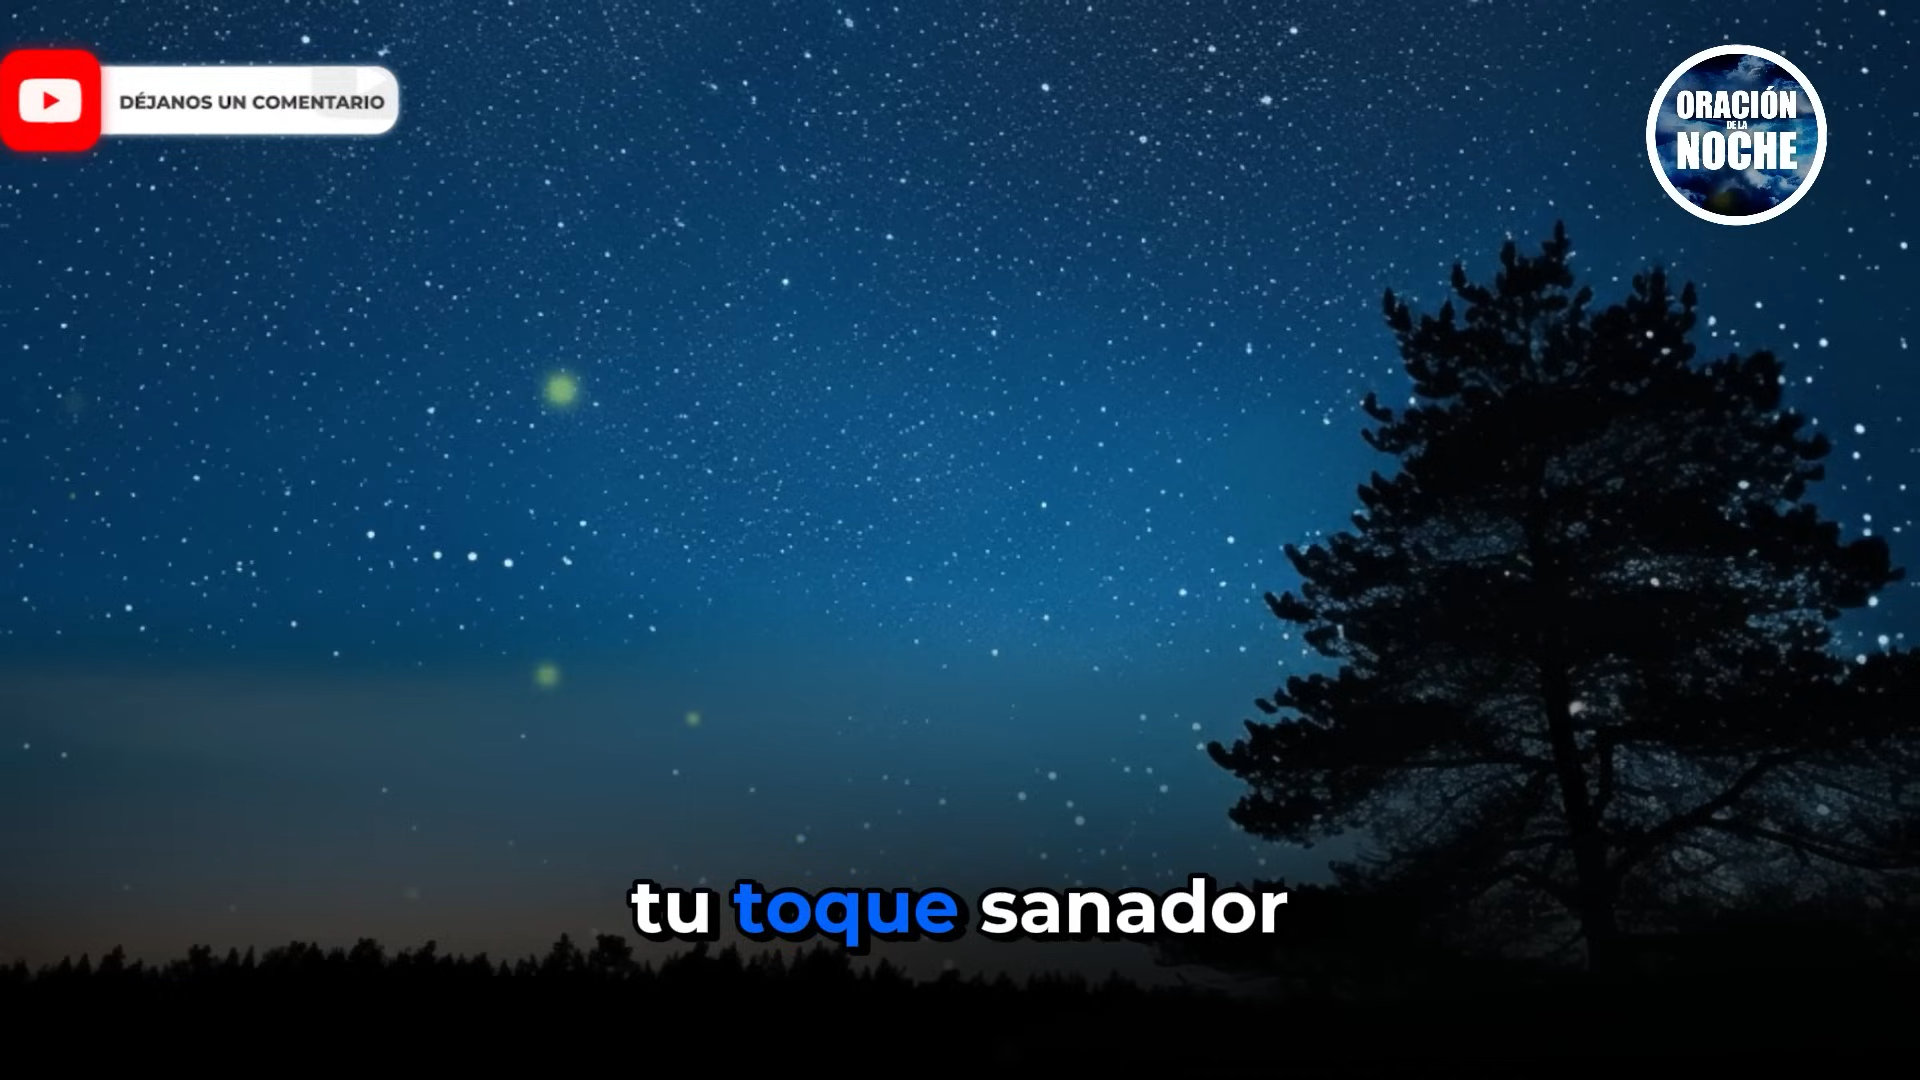 DÉJANOS UN COMENTARIO
ORACIÓN
DE LA
NOCHE
tu toque sanador